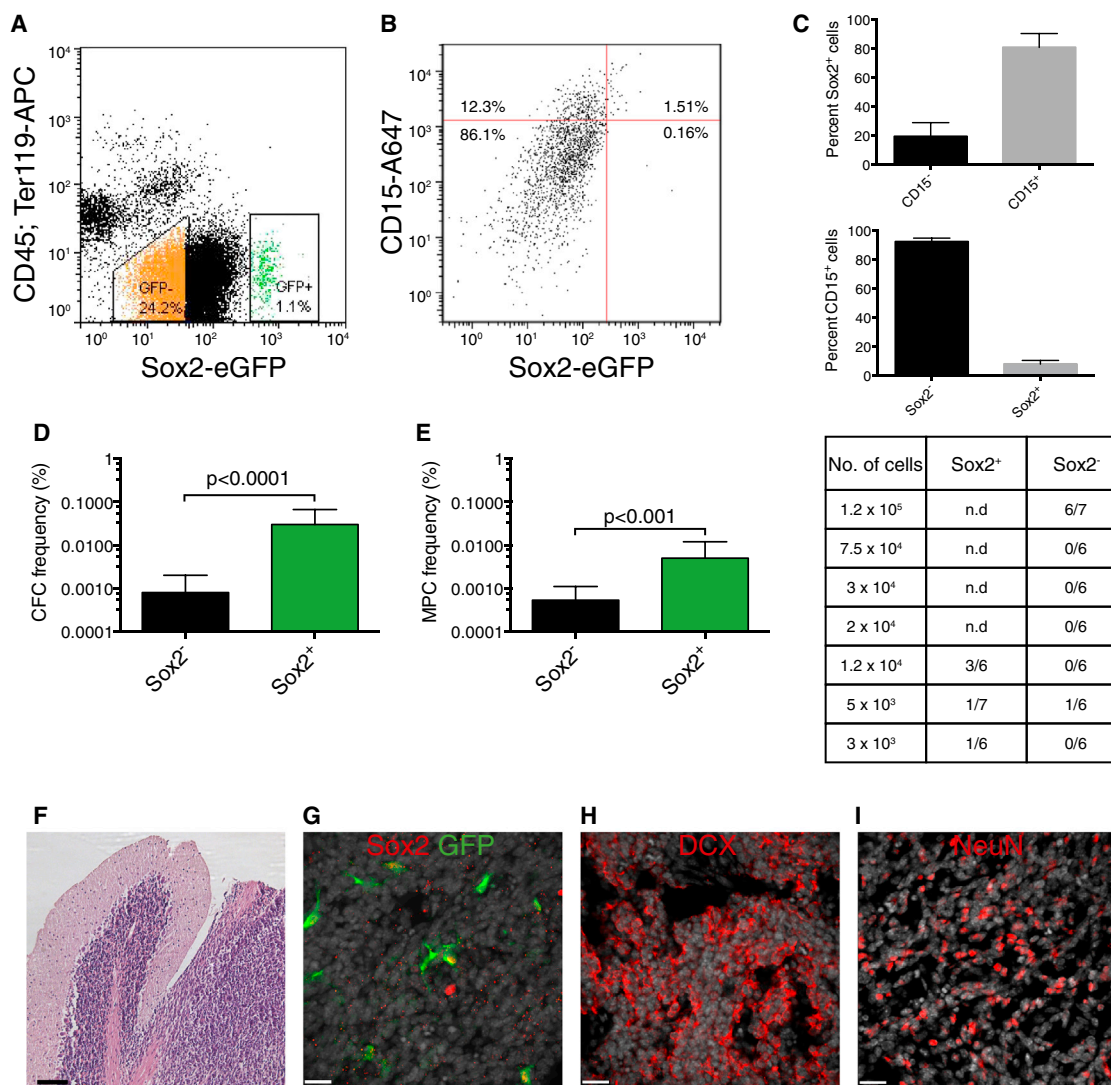 A
CD45; Ter119-APC
10⁴
10³
10²
10¹
10⁰
GFP-
24.2%
GFP+
1.1%
10⁰ 10¹ 10² 10³ 10⁴
Sox2-eGFP
B
CD15-A647
10⁴
10³
10²
10¹
10⁰
12.3%
86.1%
1.51%
0.16%
10⁰ 10¹ 10² 10³ 10⁴
Sox2-eGFP
C
Percent Sox2⁺ cells
100
80
60
40
20
0
CD15⁻
CD15⁺
Percent CD15⁺ cells
100
80
60
40
20
0
Sox2⁻
Sox2⁺
D
CFC frequency (%)
1
0.1000
0.0100
0.0010
0.0001
p<0.0001
Sox2⁻
Sox2⁺
E
MPC frequency (%)
1
0.1000
0.0100
0.0010
0.0001
p<0.001
Sox2⁻
Sox2⁺
No. of cells Sox2⁺ Sox2⁻
1.2 x 10⁵ n.d 6/7
7.5 x 10⁴ n.d 0/6
3 x 10⁴ n.d 0/6
2 x 10⁴ n.d 0/6
1.2 x 10⁴ 3/6 0/6
5 x 10³ 1/7 1/6
3 x 10³ 1/6 0/6
F
G
Sox2 GFP
H
DCX
I
NeuN